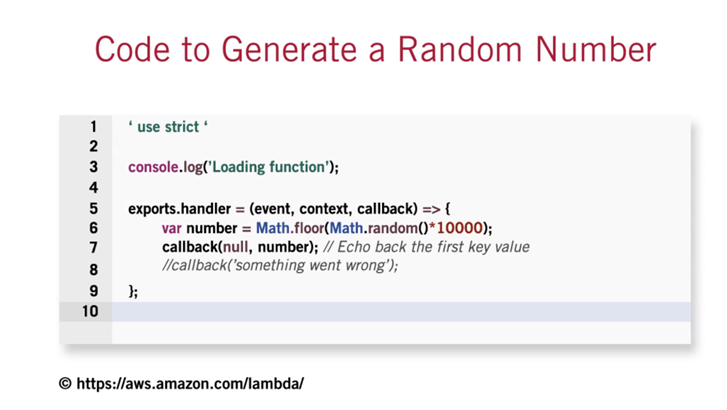 Code to Generate a Random Number
1 ‘ use strict ‘
2
3 console.log(’Loading function’);
4
5 exports.handler = (event, context, callback) => {
6 var number = Math.floor(Math.random()*10000);
7 callback(null, number); // Echo back the first key value
8 //callback(’something went wrong’);
9 };
10
© https://aws.amazon.com/lambda/